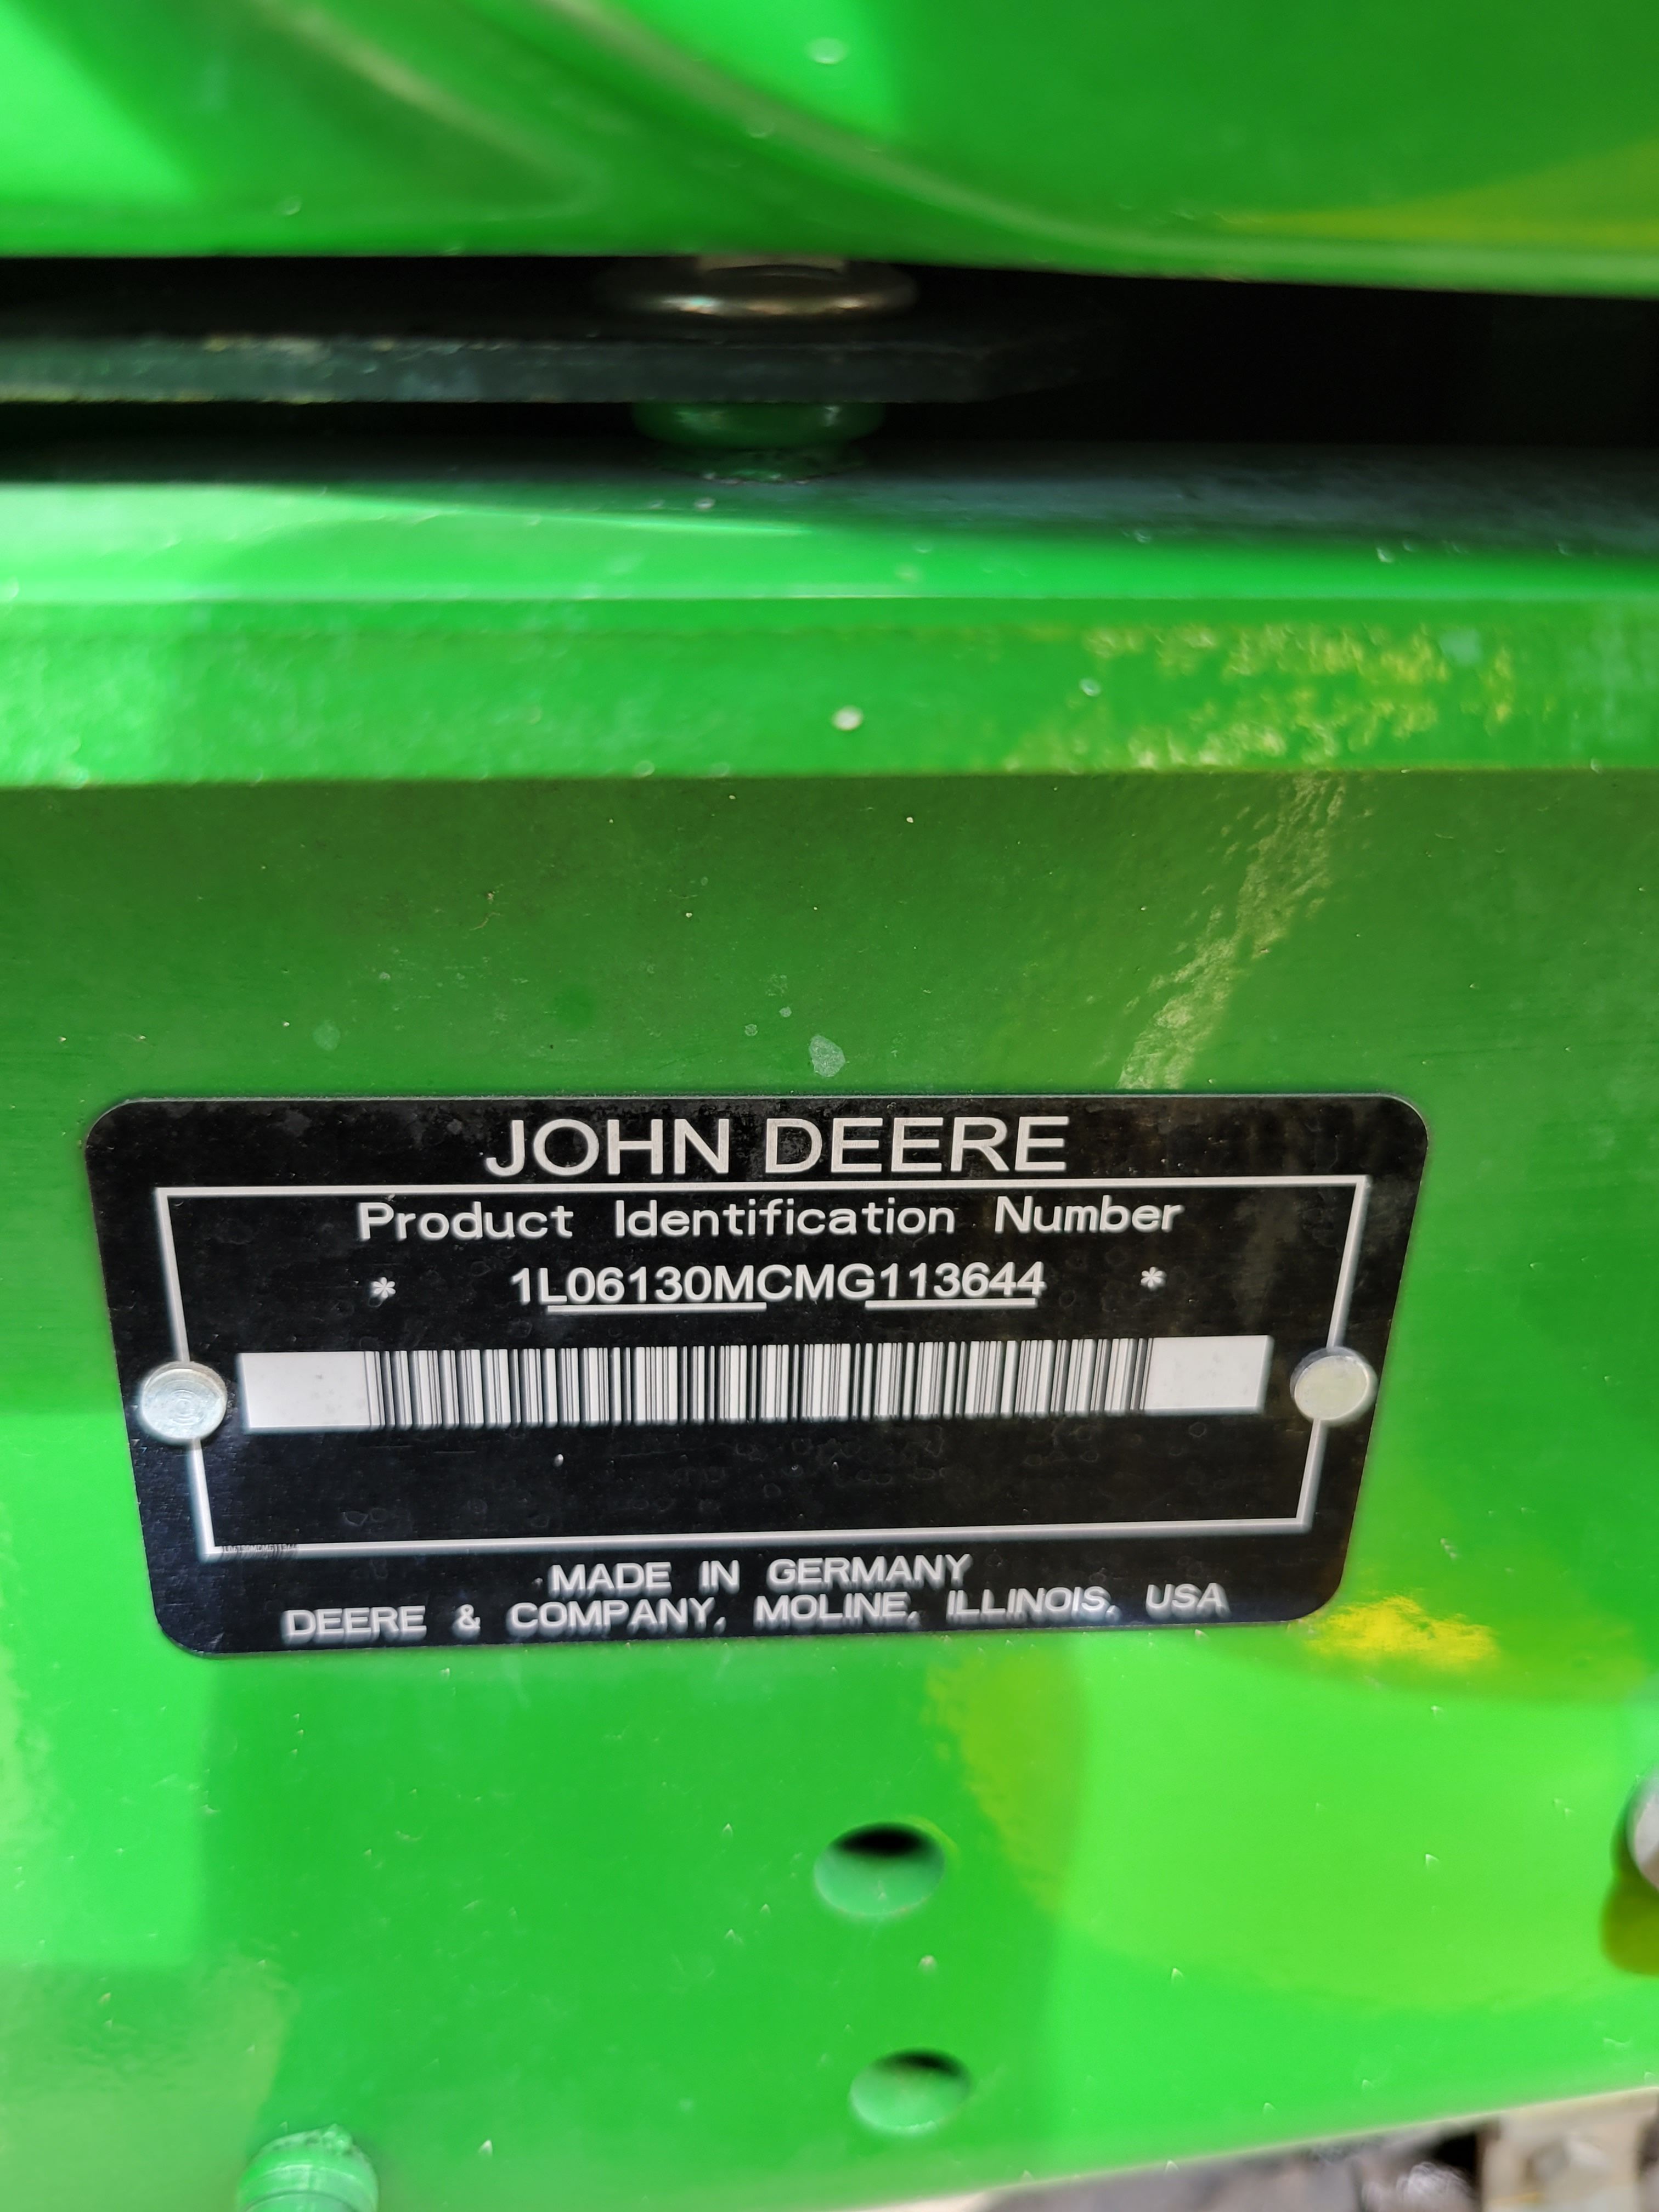 JOHN DEERE
Product Identification Number
* 1L06130MCMG113644 *
MADE IN GERMANY
DEERE & COMPANY, MOLINE, ILLINOIS, USA